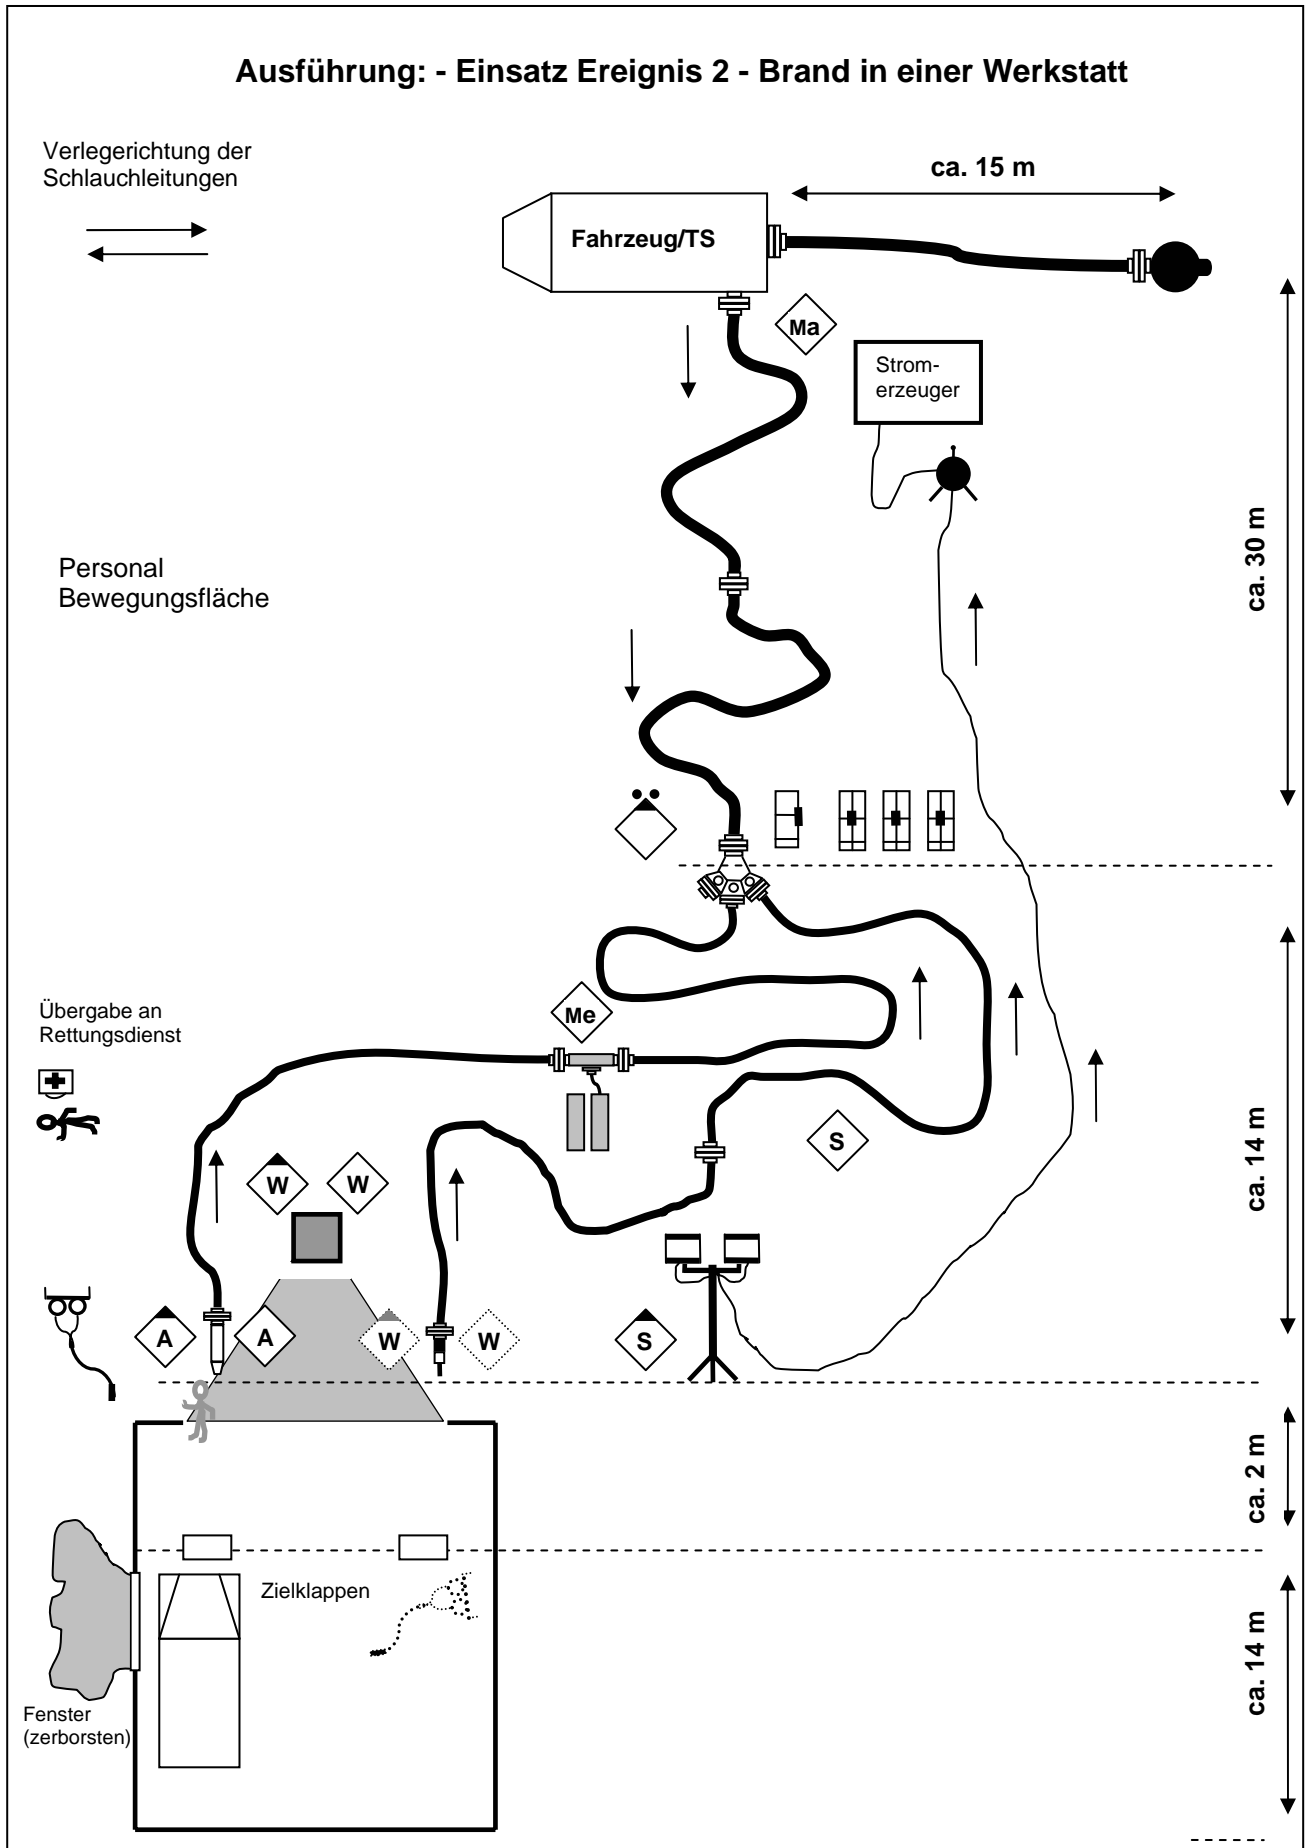 Ausführung: - Einsatz Ereignis 2 - Brand in einer Werkstatt
Verlegerichtung der
Schlauchleitungen
ca. 15 m
Fahrzeug/TS
Ma
Strom-
erzeuger
ca. 30 m
Personal
Bewegungsfläche
Übergabe an
Rettungsdienst
Me
S
ca. 14 m
W
W
A
A
W
W
S
ca. 2 m
Zielklappen
ca. 14 m
Fenster
(zerborsten)